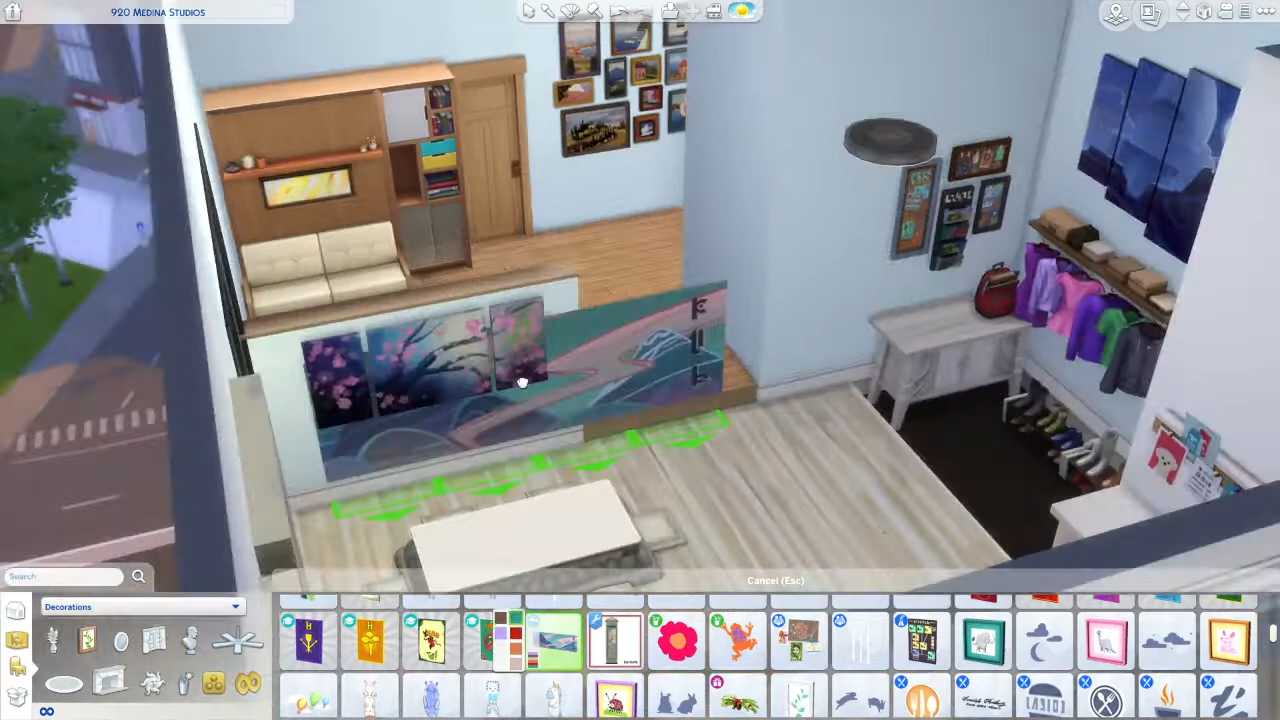 920 Medina Studios
Cancel (Esc)
Search
Decorations
H
H